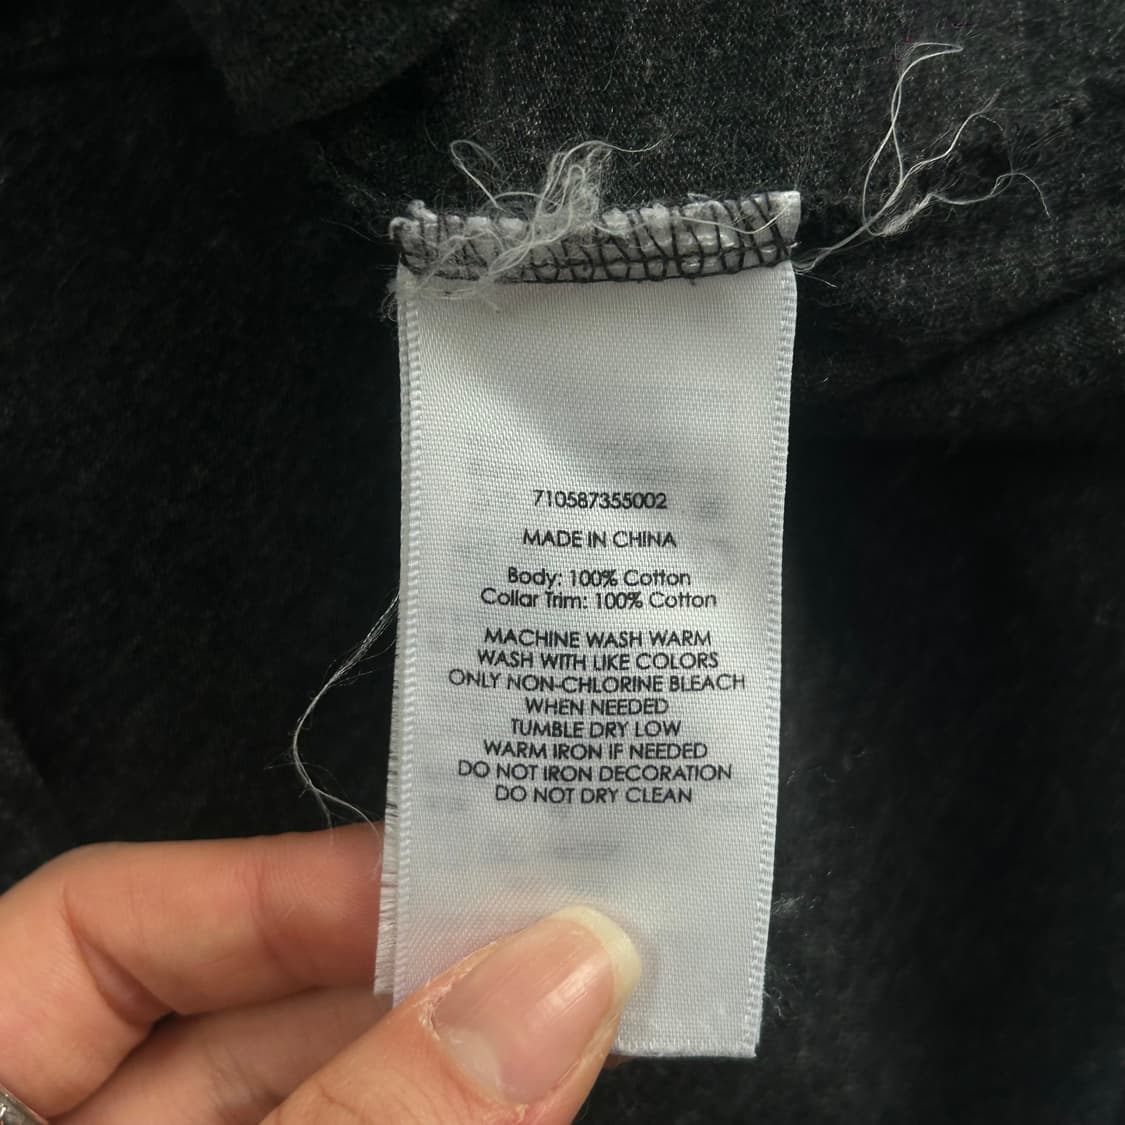 710587355002
MADE IN CHINA
Body: 100% Cotton
Collar Trim: 100% Cotton
MACHINE WASH WARM
WASH WITH LIKE COLORS
ONLY NON-CHLORINE BLEACH
WHEN NEEDED
TUMBLE DRY LOW
WARM IRON IF NEEDED
DO NOT IRON DECORATION
DO NOT DRY CLEAN